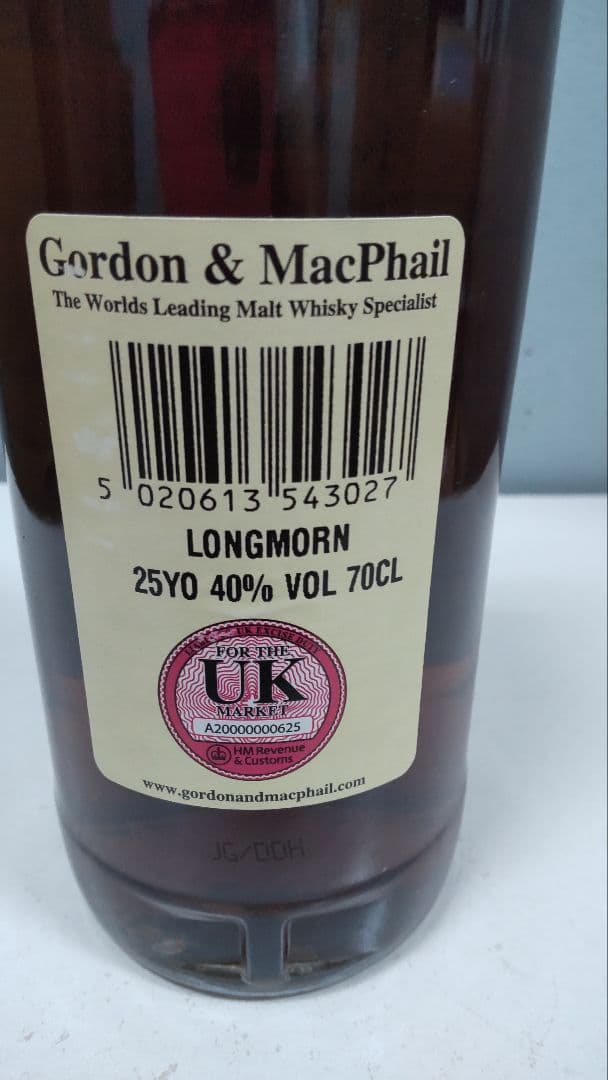 Gordon & MacPhail
The Worlds Leading Malt Whisky Specialist
5 020613 543027
LONGMORN
25YO 40% VOL 70CL
UK EXCISE DUTY
FOR THE
UK
MARKET
A20000000625
HM Revenue
& Customs
www.gordonandmacphail.com
JG/OOH